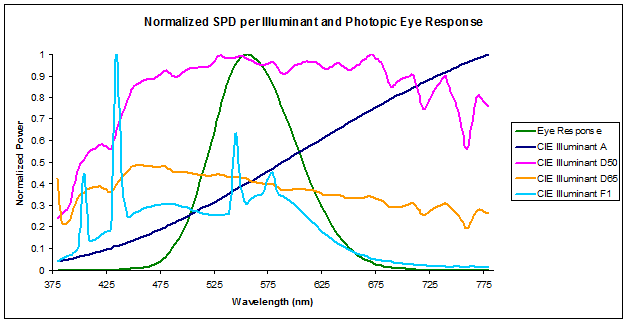 Normalized SPD per Illuminant and Photopic Eye Response
Normalized Power
1
0.9
0.8
0.7
0.6
0.5
0.4
0.3
0.2
0.1
0
375 425 475 525 575 625 675 725 775
Wavelength (nm)
Eye Response
CIE Illuminant A
CIE Illuminant D50
CIE Illuminant D65
CIE Illuminant F1